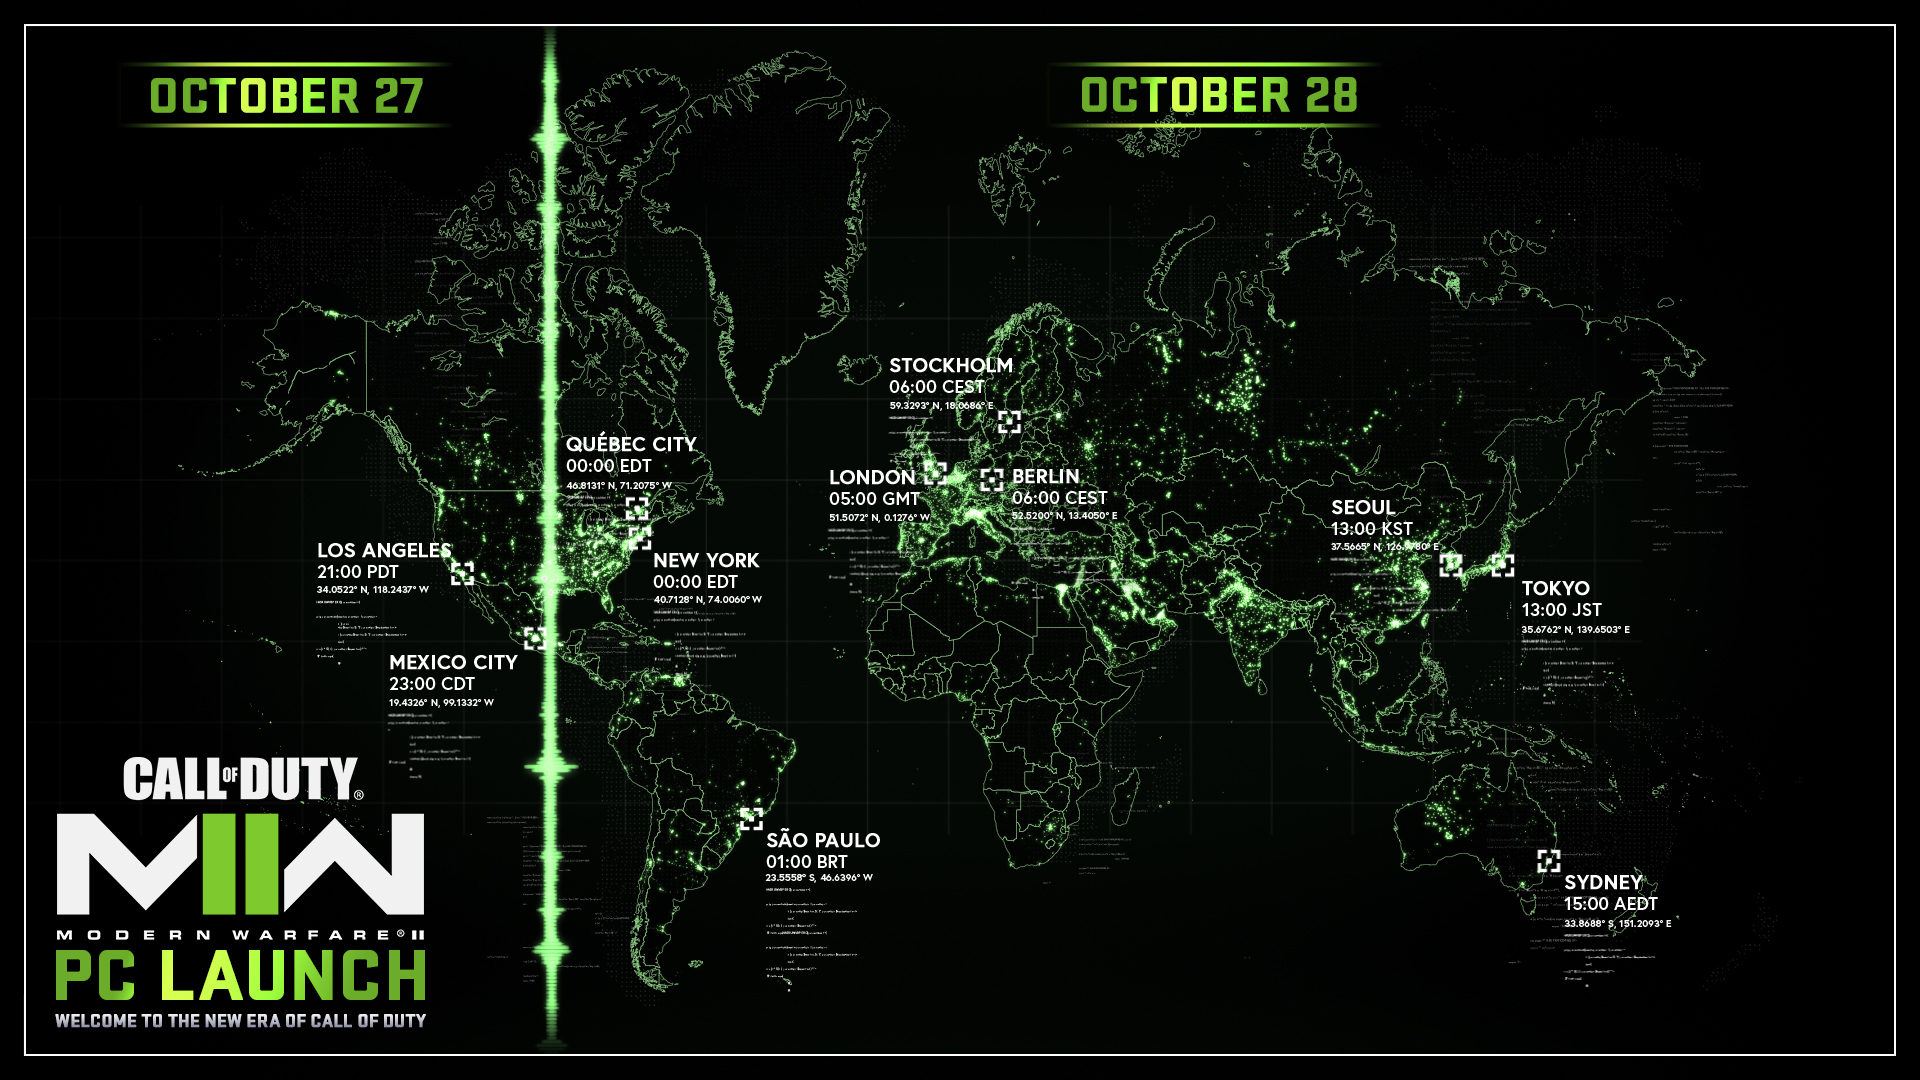 OCTOBER 27
OCTOBER 28
STOCKHOLM
06:00 CEST
59.3293° N, 18.0686° E
QUÉBEC CITY
00:00 EDT
46.8131° N, 71.2075° W
LONDON
05:00 GMT
51.5072° N, 0.1276° W
BERLIN
06:00 CEST
52.5200° N, 13.4050° E
SEOUL
13:00 KST
37.5665° N, 126.9780° E
LOS ANGELES
21:00 PDT
34.0522° N, 118.2437° W
NEW YORK
00:00 EDT
40.7128° N, 74.0060° W
TOKYO
13:00 JST
35.6762° N, 139.6503° E
MEXICO CITY
23:00 CDT
19.4326° N, 99.1332° W
SÃO PAULO
01:00 BRT
23.5558° S, 46.6396° W
SYDNEY
15:00 AEDT
33.8688° S, 151.2093° E
CALL OF DUTY®
MWII
MODERN WARFARE® II
PC LAUNCH
WELCOME TO THE NEW ERA OF CALL OF DUTY